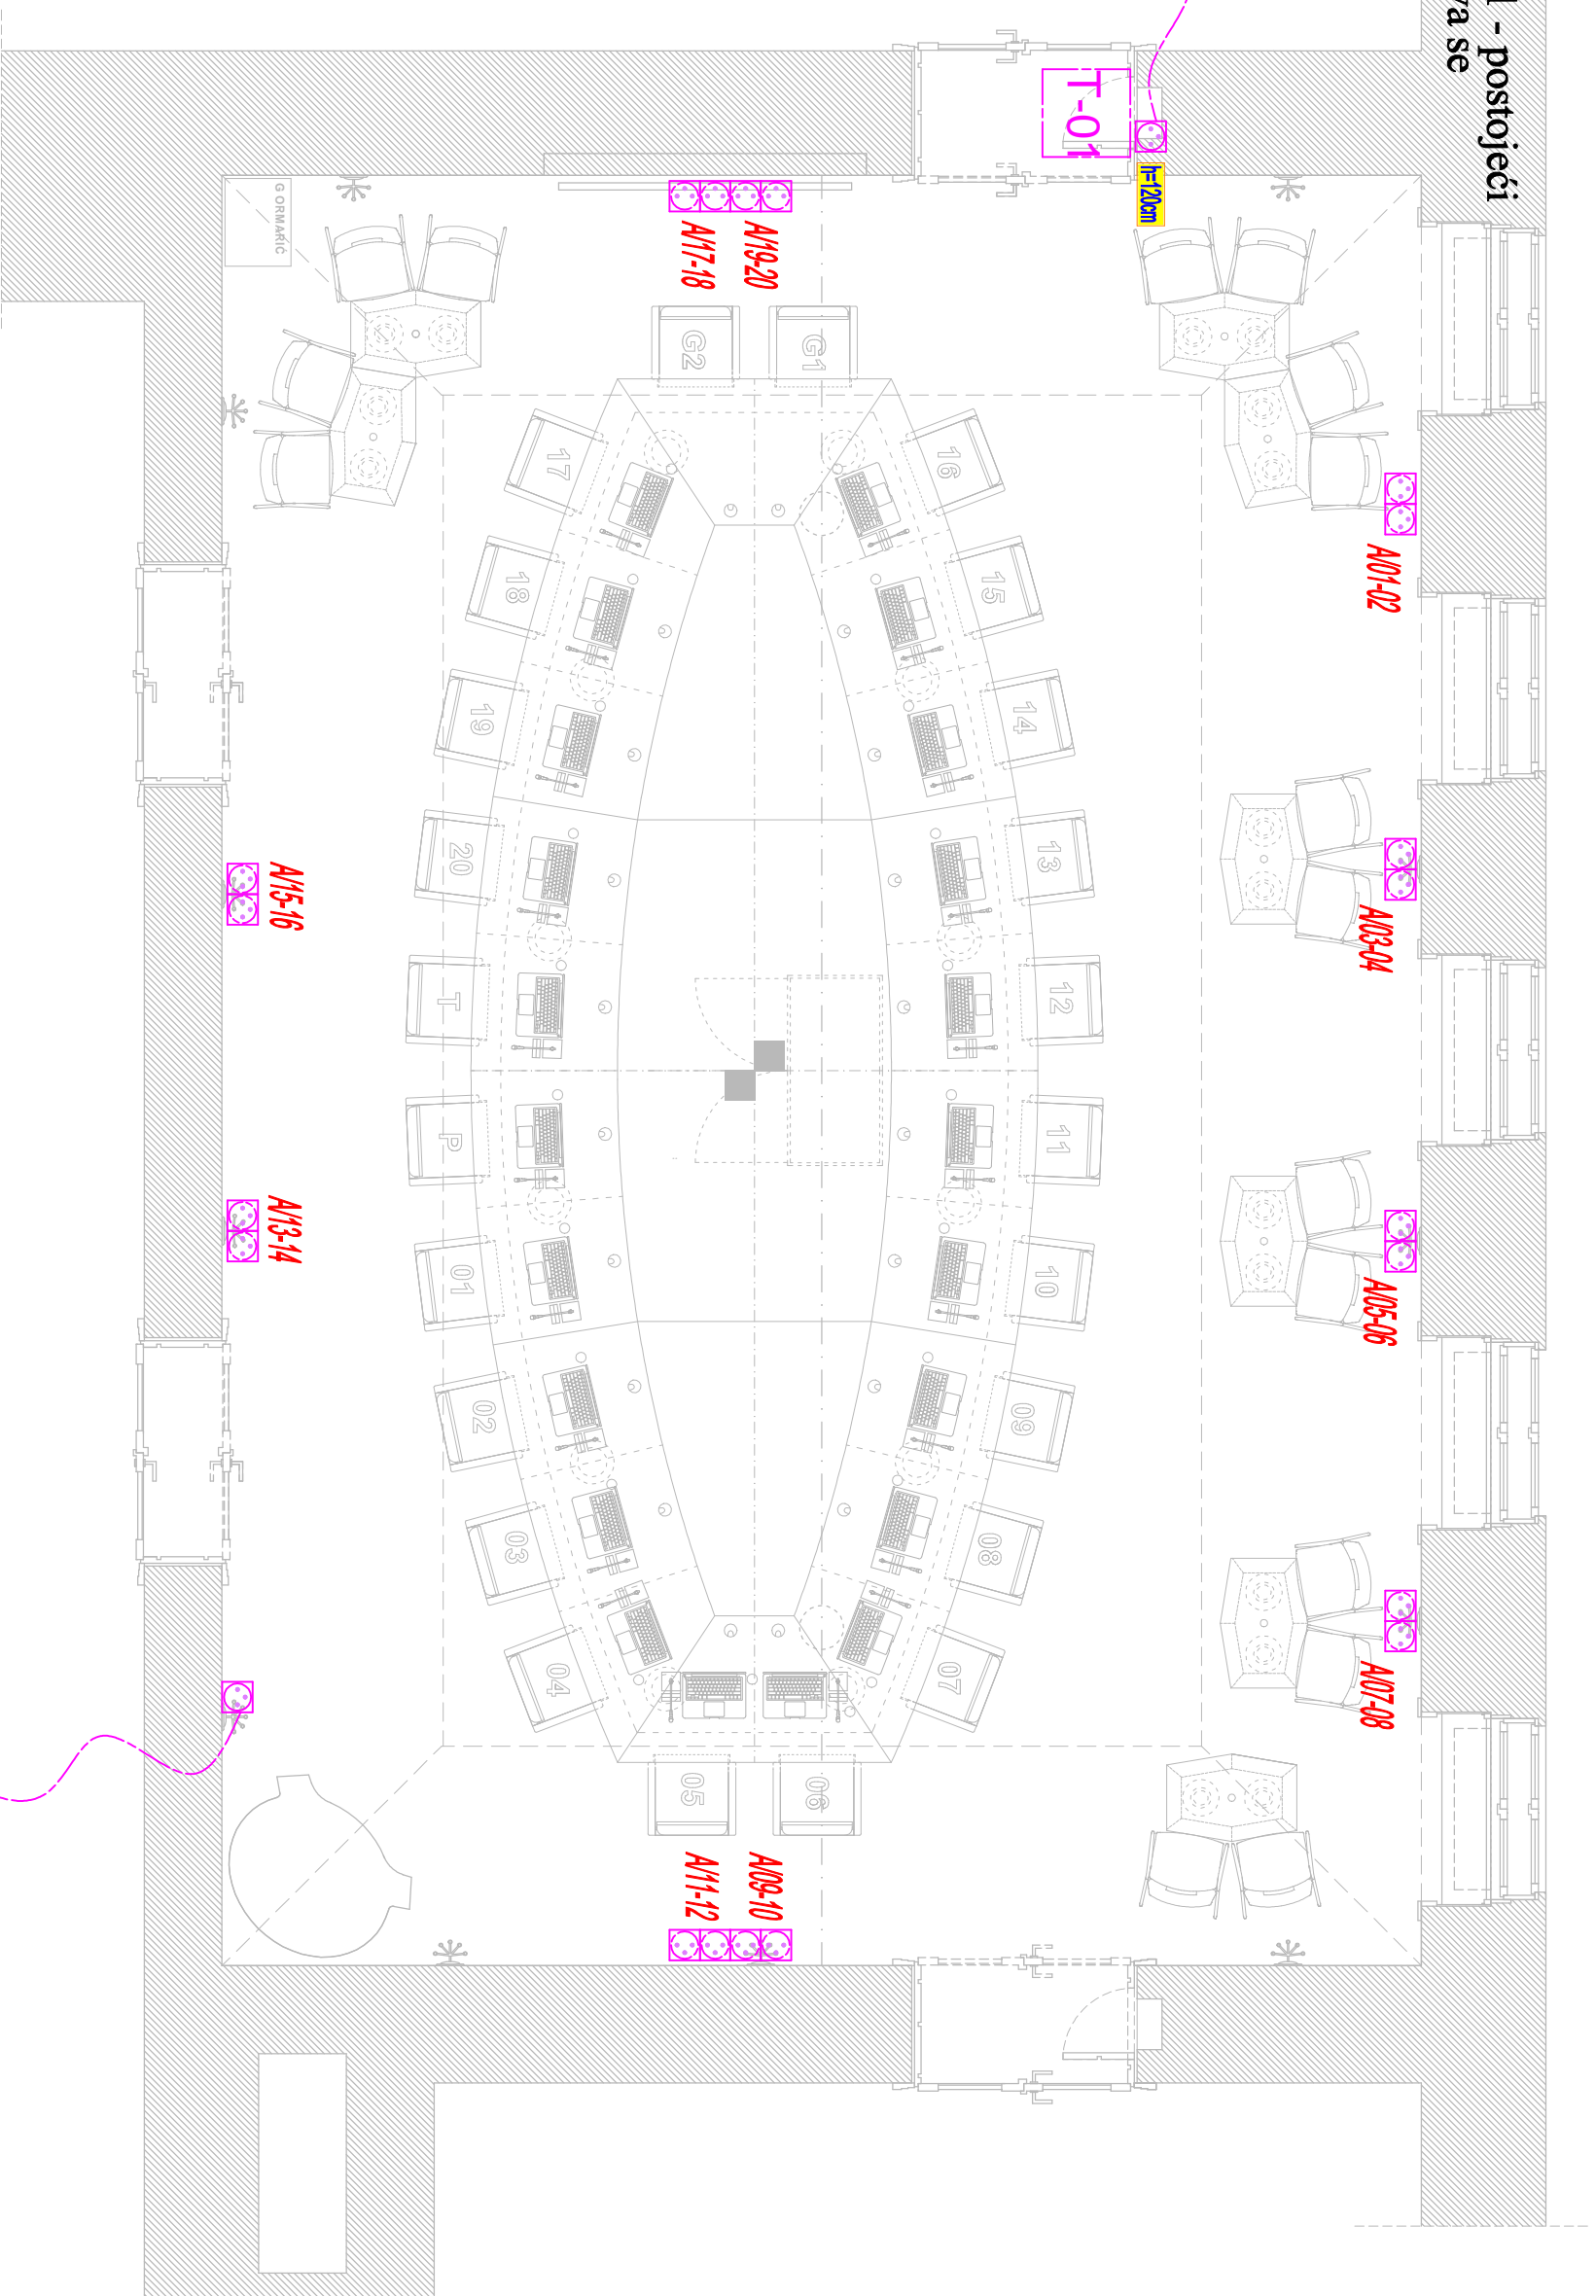 l - postojeći
va se
T-01
h=120cm
GORMARIĆ
A/19-20
A/17-18
G1
G2
A/01-02
A/03-04
A/05-06
A/07-08
16
15
14
13
12
11
10
09
08
07
17
18
19
20
T
P
01
02
03
04
05
06
A/15-16
A/13-14
A/09-10
A/11-12